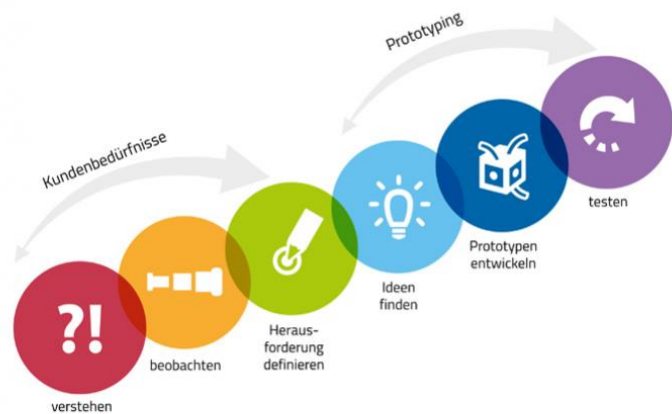 Prototyping
Kundenbedürfnisse
?!
verstehen
beobachten
Heraus-
forderung
definieren
Ideen
finden
Prototypen
entwickeln
testen